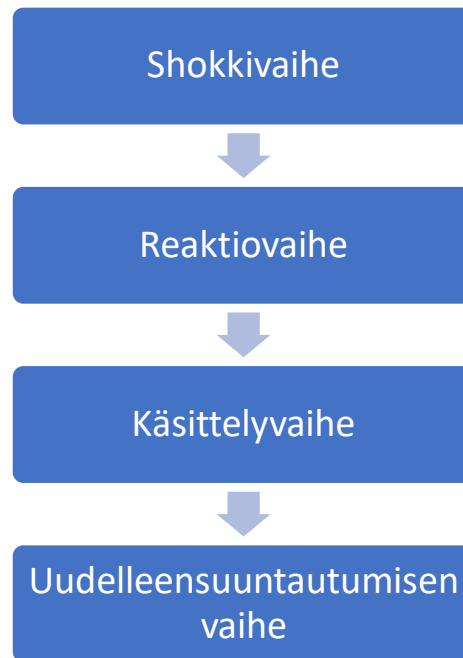 Shokkivaihe
Reaktiovaihe
Käsittelyvaihe
Uudelleensuuntautumisen
vaihe